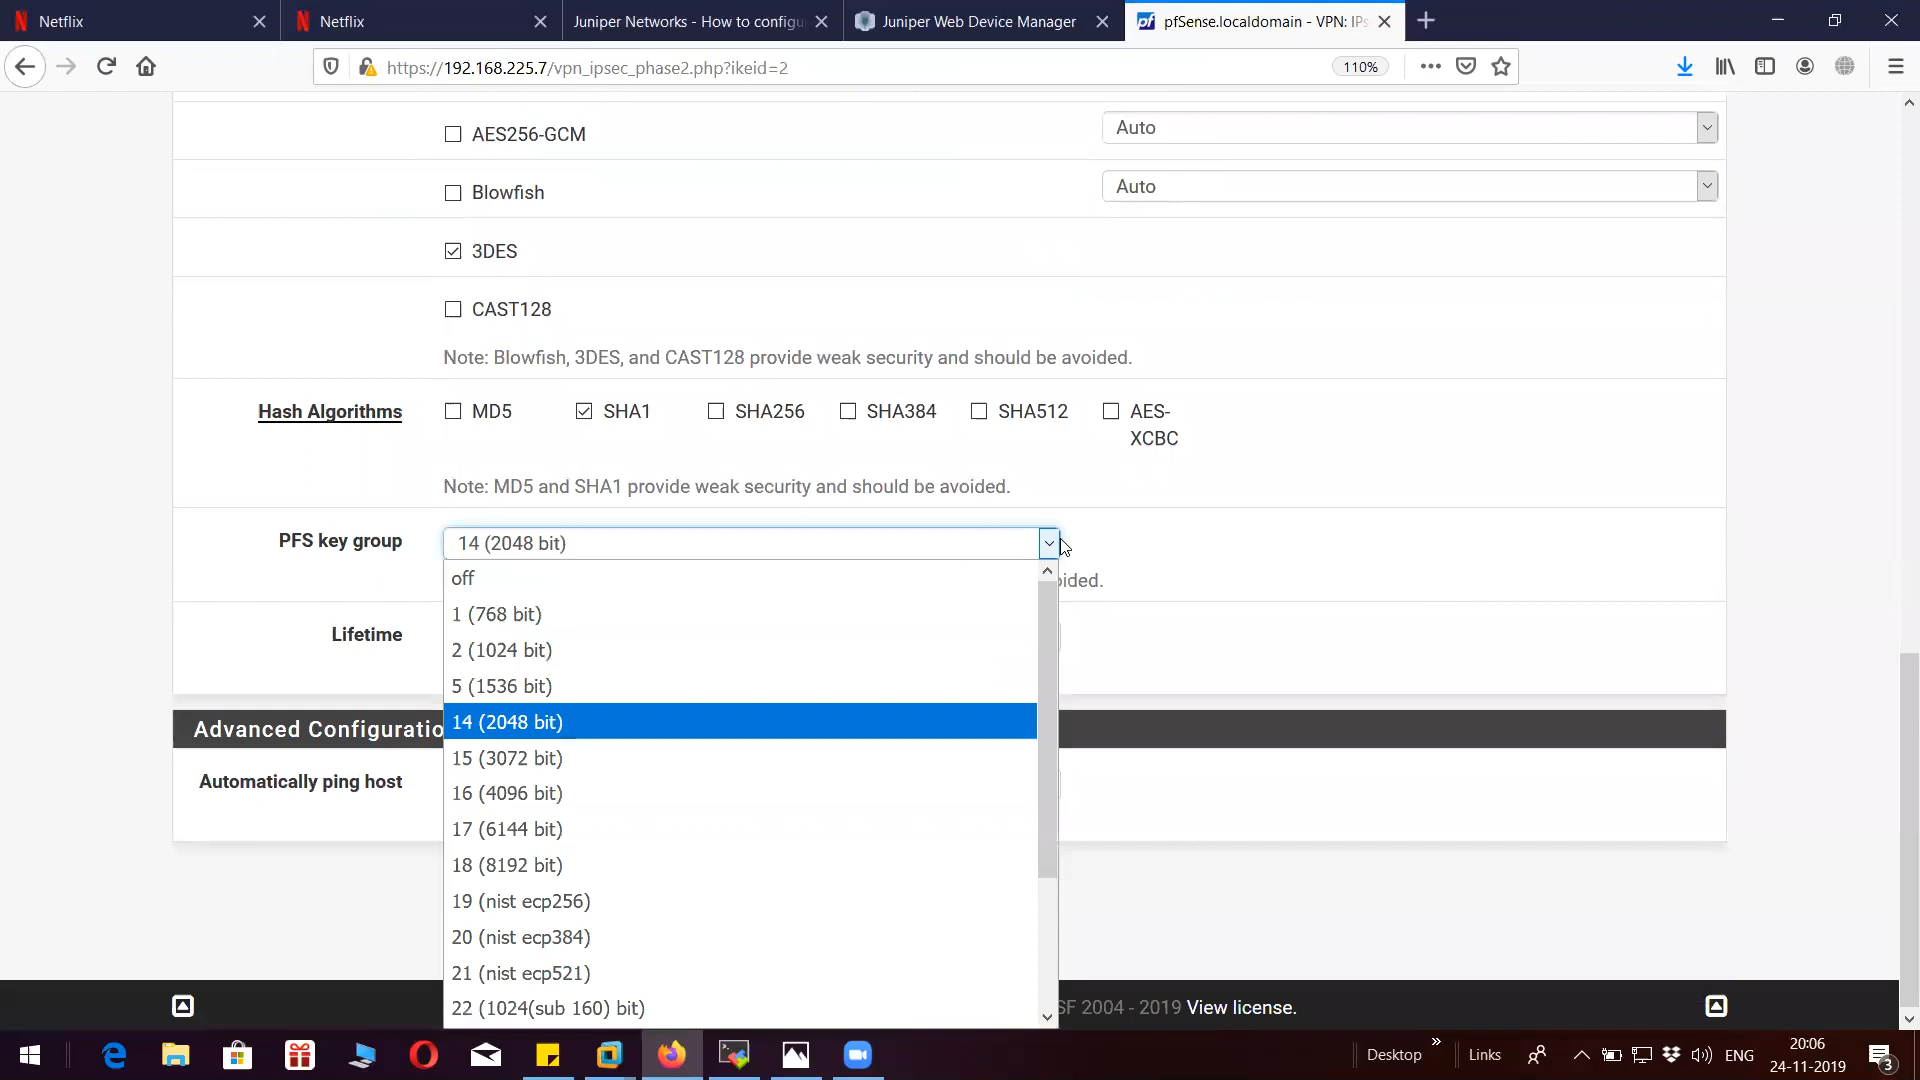 Netflix
Netflix
Juniper Networks - How to configu
Juniper Web Device Manager
pfSense.localdomain - VPN: IPs
https://192.168.225.7/vpn_ipsec_phase2.php?ikeid=2
110%
AES256-GCM
Auto
Blowfish
Auto
3DES
CAST128
Note: Blowfish, 3DES, and CAST128 provide weak security and should be avoided.
Hash Algorithms
MD5
SHA1
SHA256
SHA384
SHA512
AES-
XCBC
Note: MD5 and SHA1 provide weak security and should be avoided.
PFS key group
14 (2048 bit)
off
ided.
1 (768 bit)
Lifetime
2 (1024 bit)
5 (1536 bit)
14 (2048 bit)
Advanced Configuratio
15 (3072 bit)
Automatically ping host
16 (4096 bit)
17 (6144 bit)
18 (8192 bit)
19 (nist ecp256)
20 (nist ecp384)
21 (nist ecp521)
22 (1024(sub 160) bit)
SF 2004 - 2019 View license.
Desktop
Links
ENG
20:06
24-11-2019
3